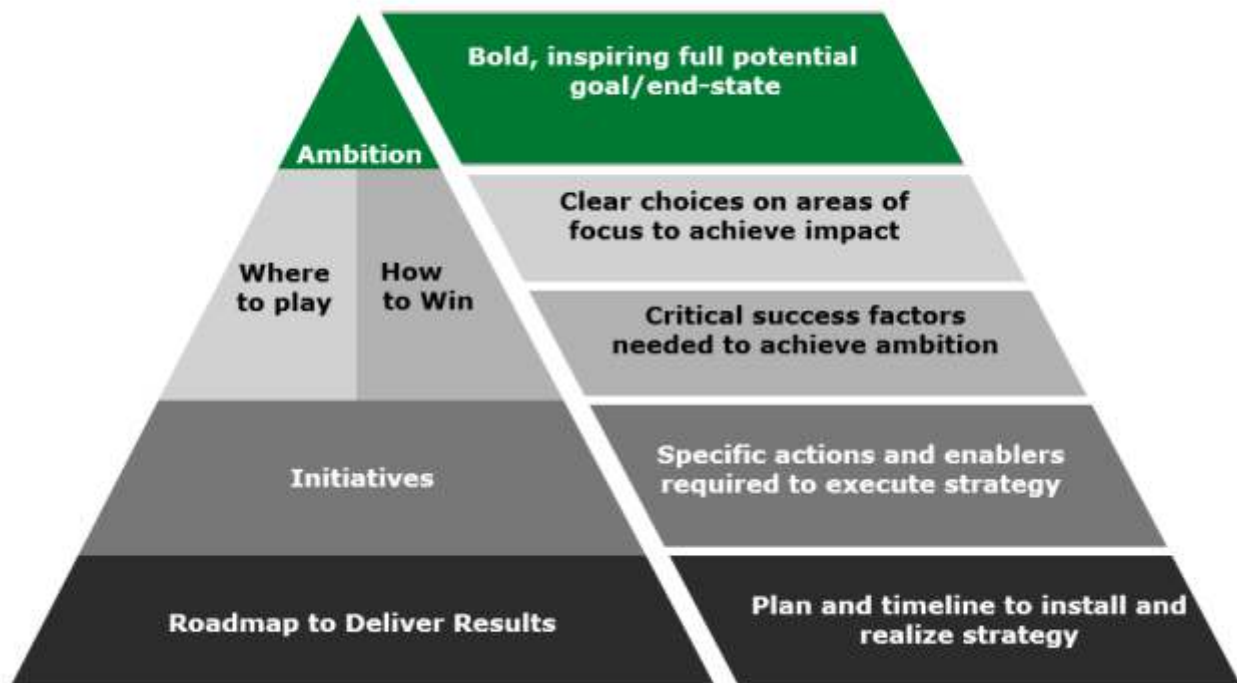 Bold, inspiring full potential
goal/end-state
Ambition
Clear choices on areas of
focus to achieve impact
Where
to play
How
to Win
Critical success factors
needed to achieve ambition
Initiatives
Specific actions and enablers
required to execute strategy
Roadmap to Deliver Results
Plan and timeline to install and
realize strategy